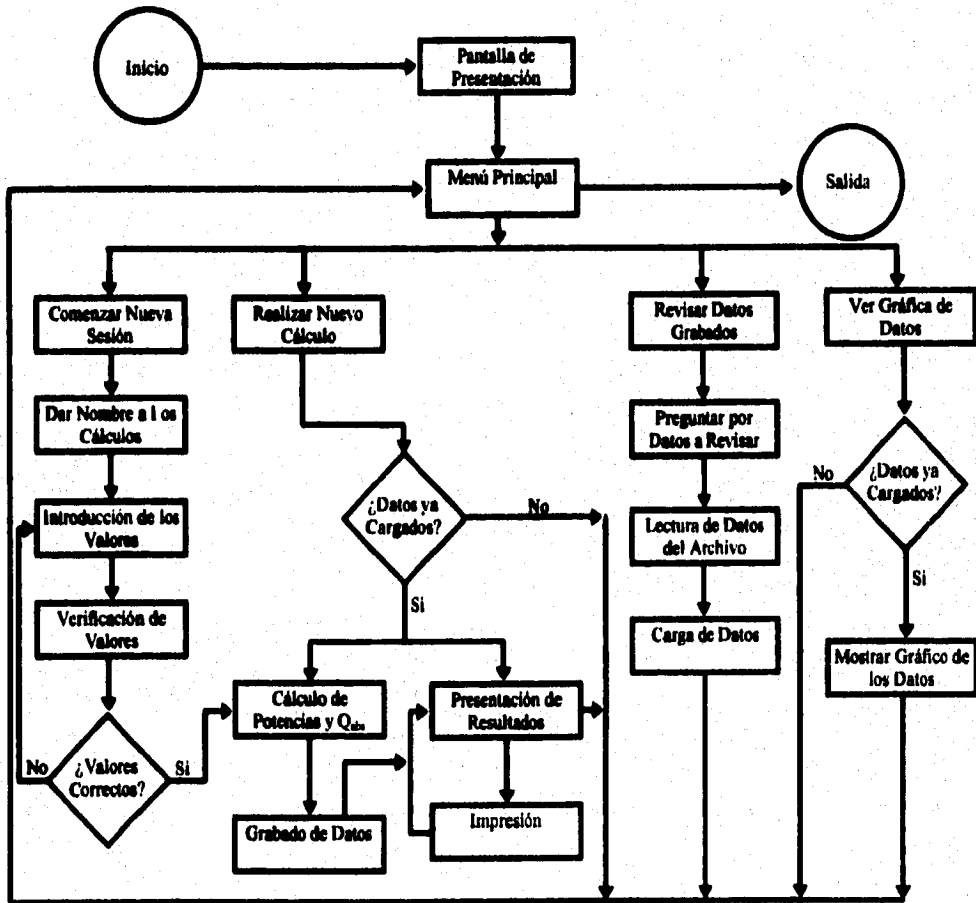 Inicio
Pantalla de
Presentación
Menú Principal
Salida
Comenzar Nueva
Sesión
Realizar Nuevo
Cálculo
Revisar Datos
Grabados
Ver Gráfica de
Datos
Dar Nombre a l os
Cálculos
Preguntar por
Datos a Revisar
¿Datos ya
Cargados?
No
¿Datos ya
Cargados?
No
Introducción de los
Valores
Lectura de Datos
del Archivo
Si
Si
Verificación de
Valores
Carga de Datos
Mostrar Gráfico de
los Datos
Cálculo de
Potencias y Qabs
Presentación de
Resultados
¿Valores
Correctos?
No
Si
Grabado de Datos
Impresión